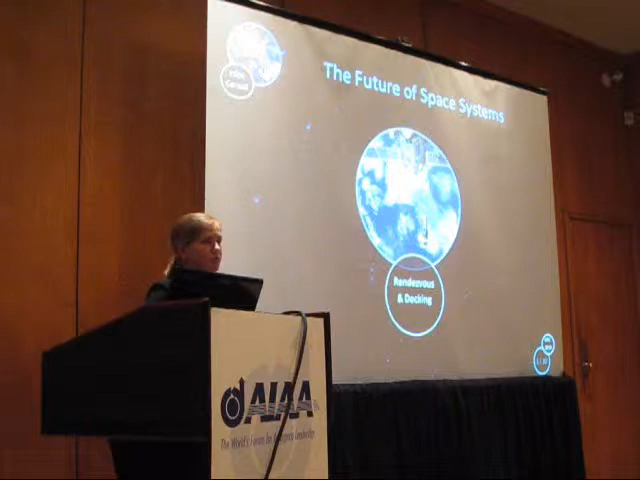 The Future of Space Systems
Rendezvous
& Docking
AIAA
The World's Forum for Aerospace Leadership